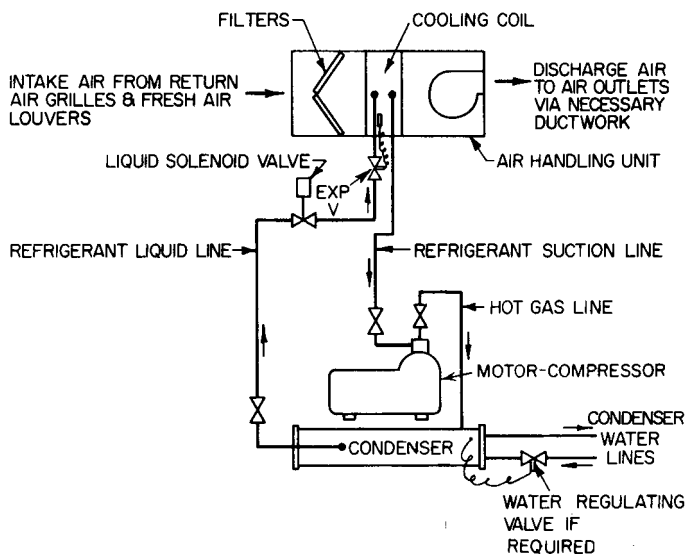 FILTERS
COOLING COIL
INTAKE AIR FROM RETURN
AIR GRILLES & FRESH AIR
LOUVERS
DISCHARGE AIR
TO AIR OUTLETS
VIA NECESSARY
DUCTWORK
AIR HANDLING UNIT
LIQUID SOLENOID VALVE
EXP
V
REFRIGERANT LIQUID LINE
REFRIGERANT SUCTION LINE
HOT GAS LINE
MOTOR-COMPRESSOR
CONDENSER
CONDENSER
WATER
LINES
WATER REGULATING
VALVE IF
REQUIRED